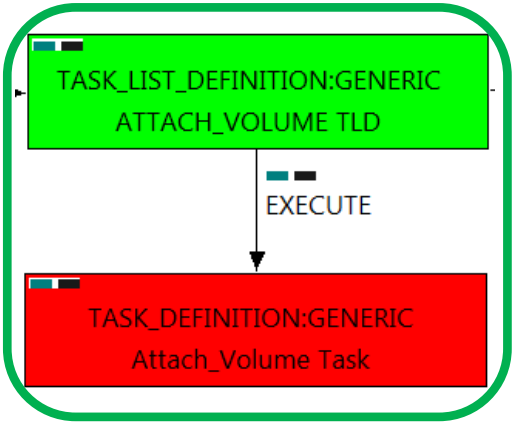 TASK_LIST_DEFINITION:GENERIC
ATTACH_VOLUME TLD
EXECUTE
TASK_DEFINITION:GENERIC
Attach_Volume Task